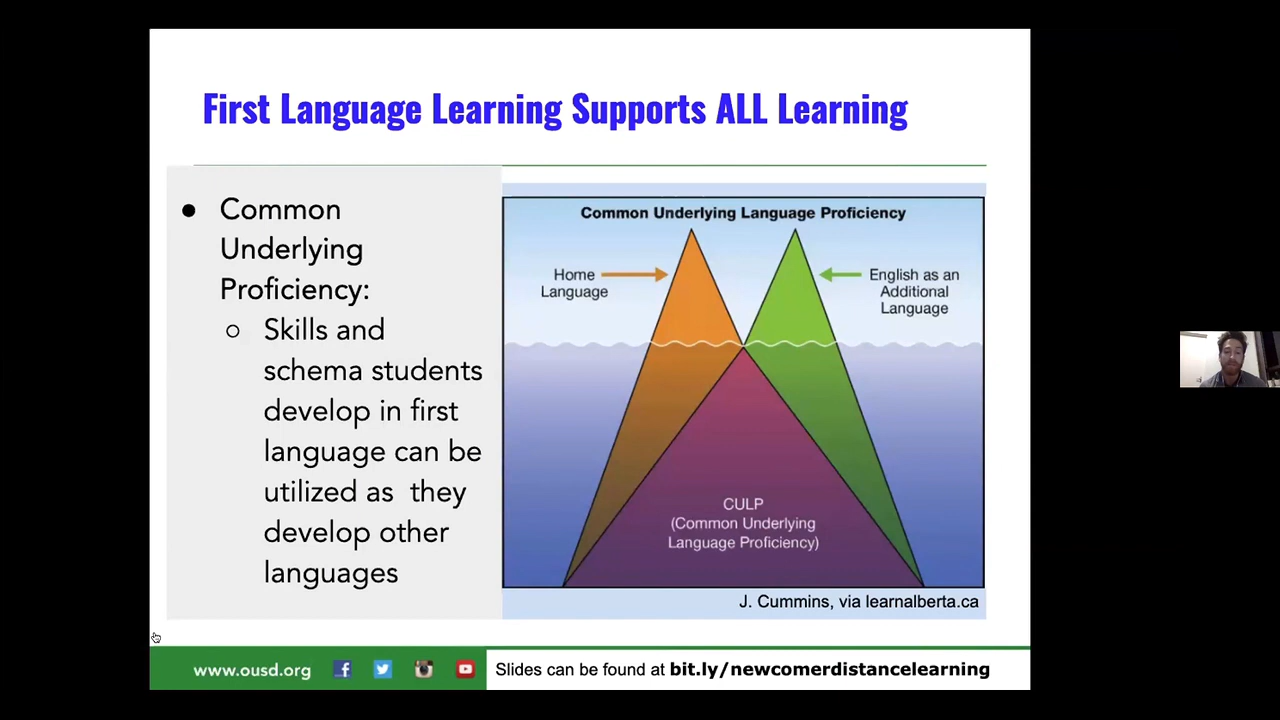 First Language Learning Supports ALL Learning
● Common
Underlying
Proficiency:
○ Skills and
schema students
develop in first
language can be
utilized as they
develop other
languages
Common Underlying Language Proficiency
Home
Language
English as an
Additional
Language
CULP
(Common Underlying
Language Proficiency)
J. Cummins, via learnalberta.ca
www.ousd.org
Slides can be found at bit.ly/newcomerdistancelearning